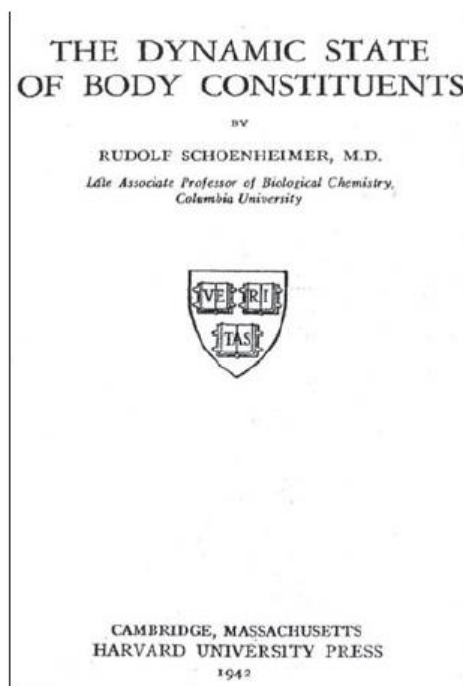 THE DYNAMIC STATE
OF BODY CONSTITUENTS
BY
RUDOLF SCHOENHEIMER, M.D.
Late Associate Professor of Biological Chemistry,
Columbia University
VE RI
TAS
CAMBRIDGE, MASSACHUSETTS
HARVARD UNIVERSITY PRESS
1942